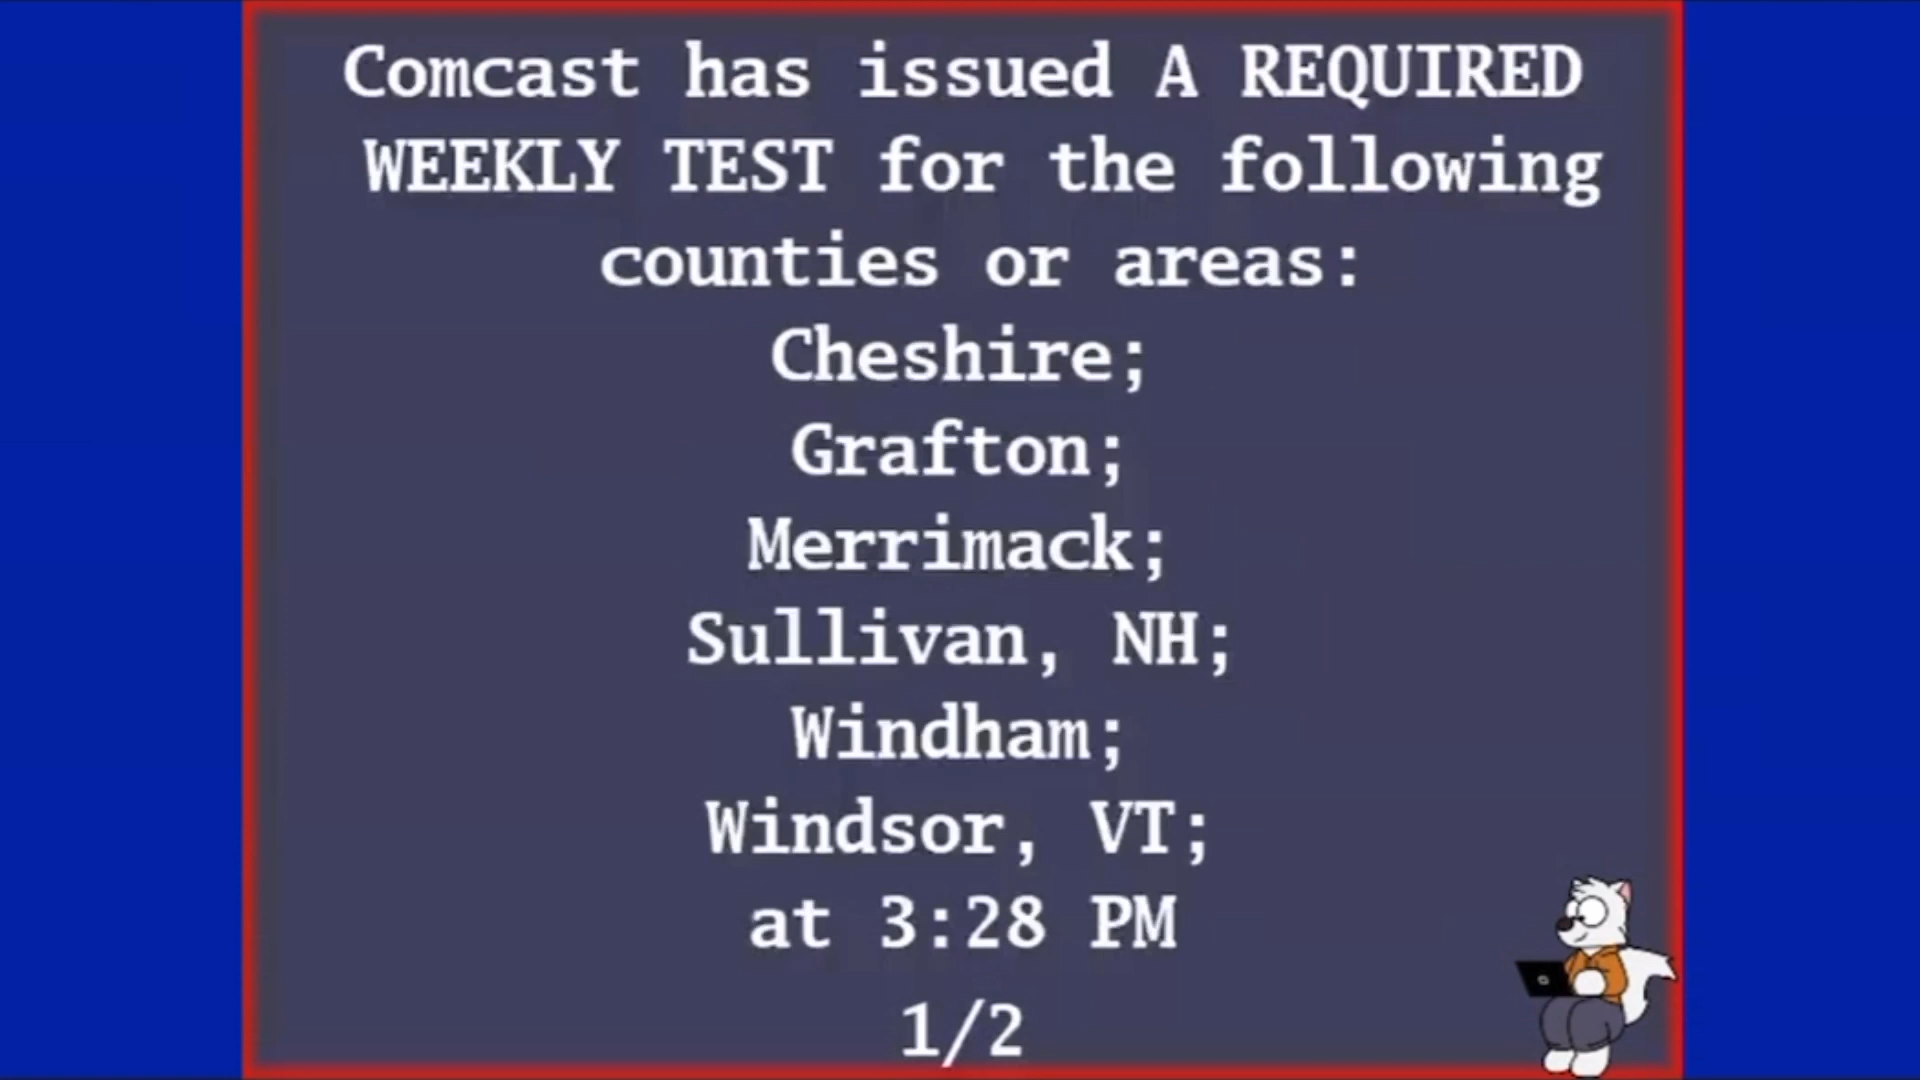 Comcast has issued A REQUIRED
WEEKLY TEST for the following
counties or areas:
Cheshire;
Grafton;
Merrimack;
Sullivan, NH;
Windham;
Windsor, VT;
at 3:28 PM
1/2